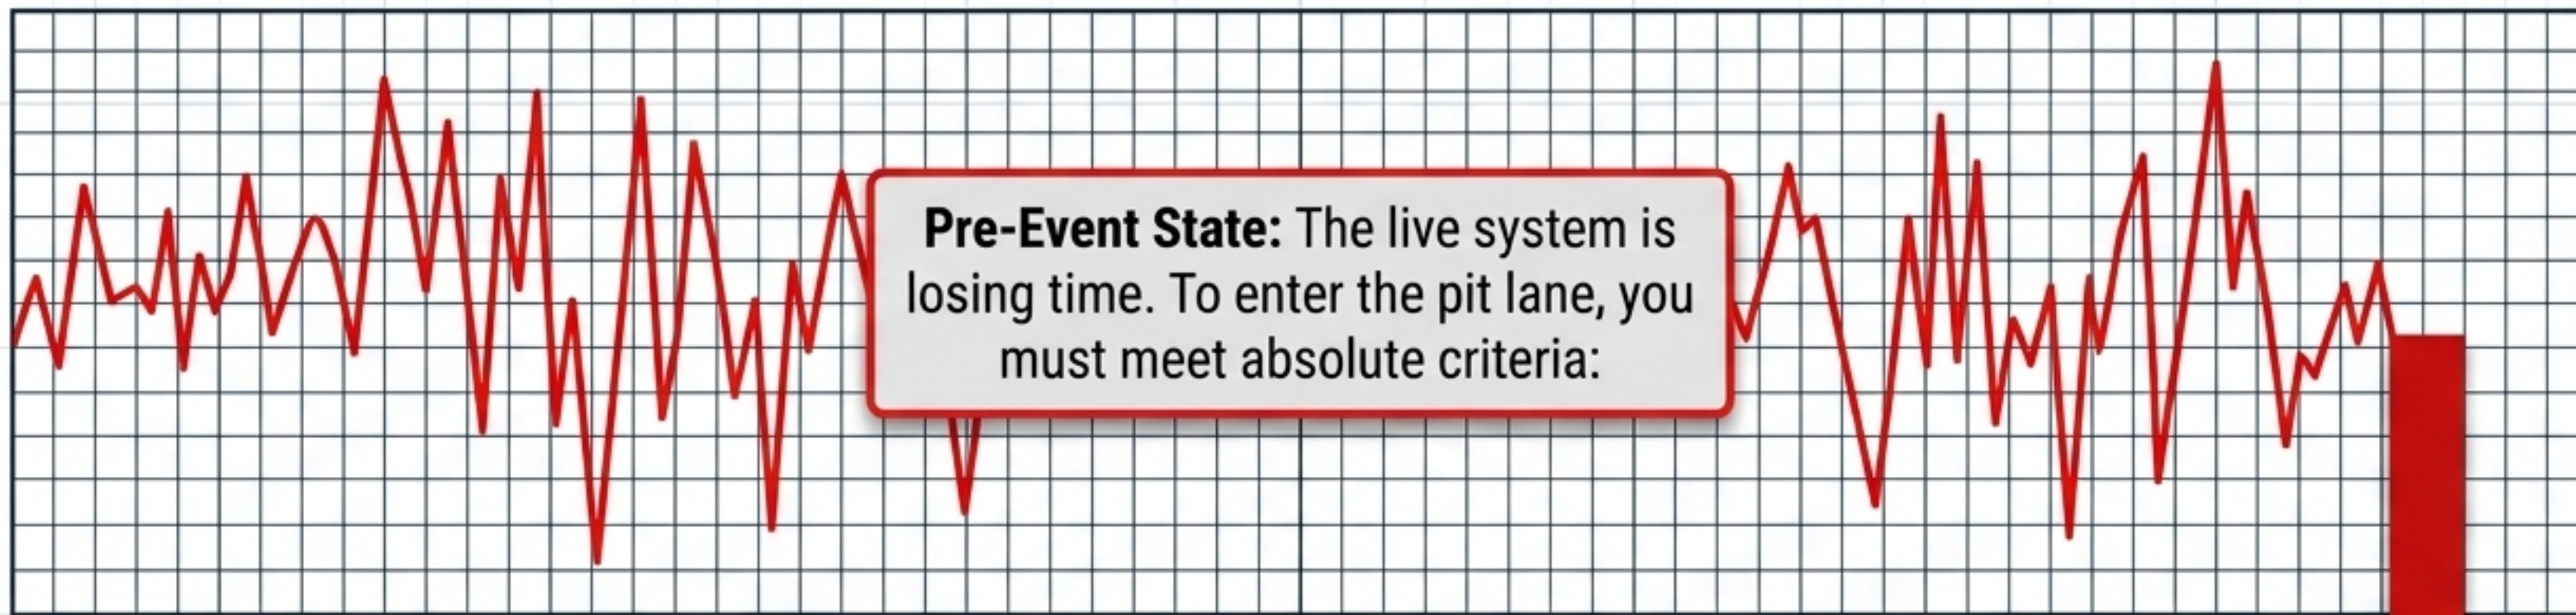 Pre-Event State: The live system is
losing time. To enter the pit lane, you
must meet absolute criteria: